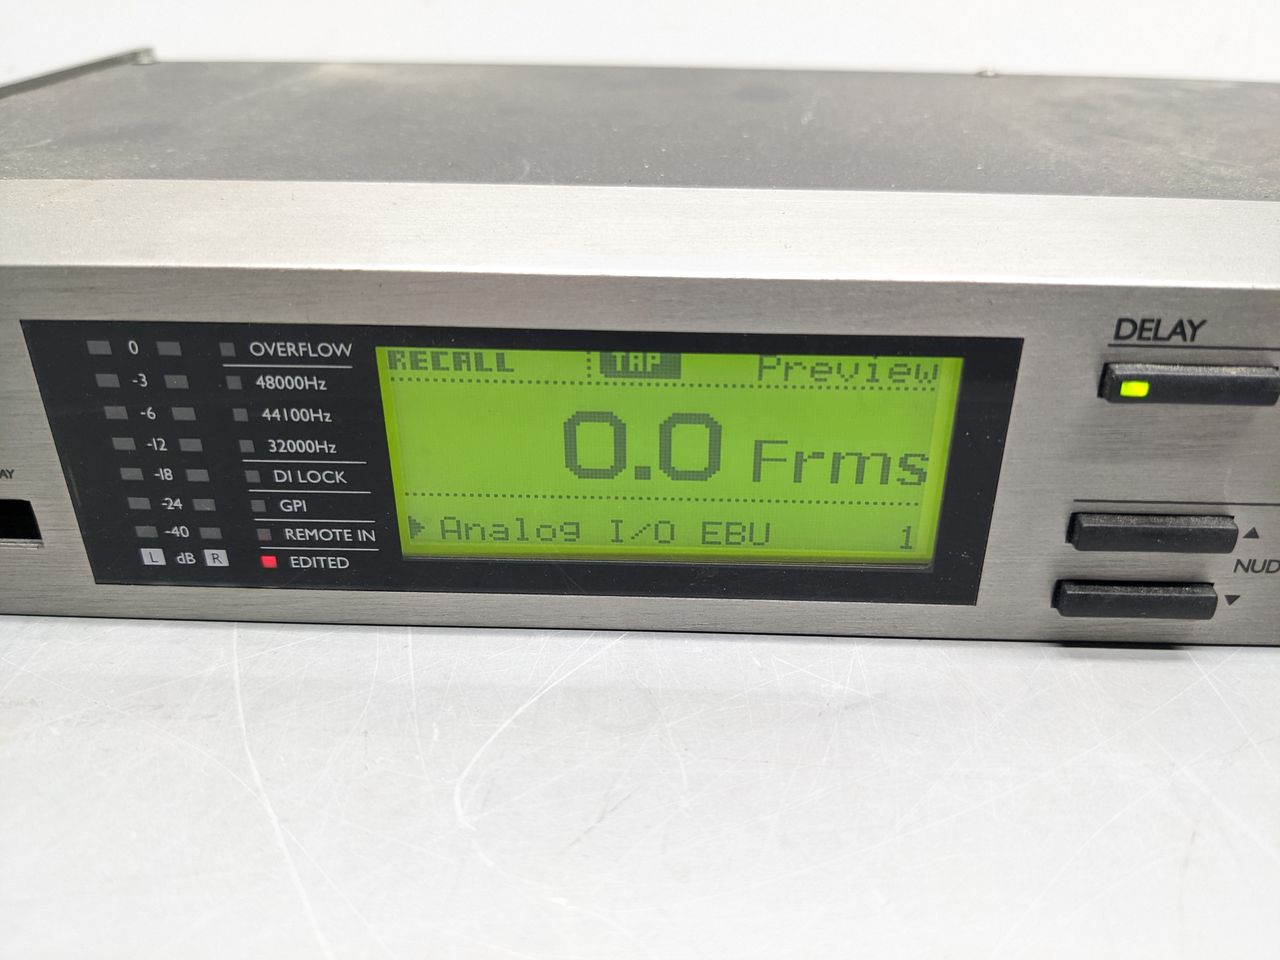 0
-3
-6
-12
-18
-24
-40
L dB R
OVERFLOW
48000Hz
44100Hz
32000Hz
DI LOCK
GPI
REMOTE IN
EDITED
RECALL TAP Preview
0.0 Frms
Analog I/O EBU 1
DELAY